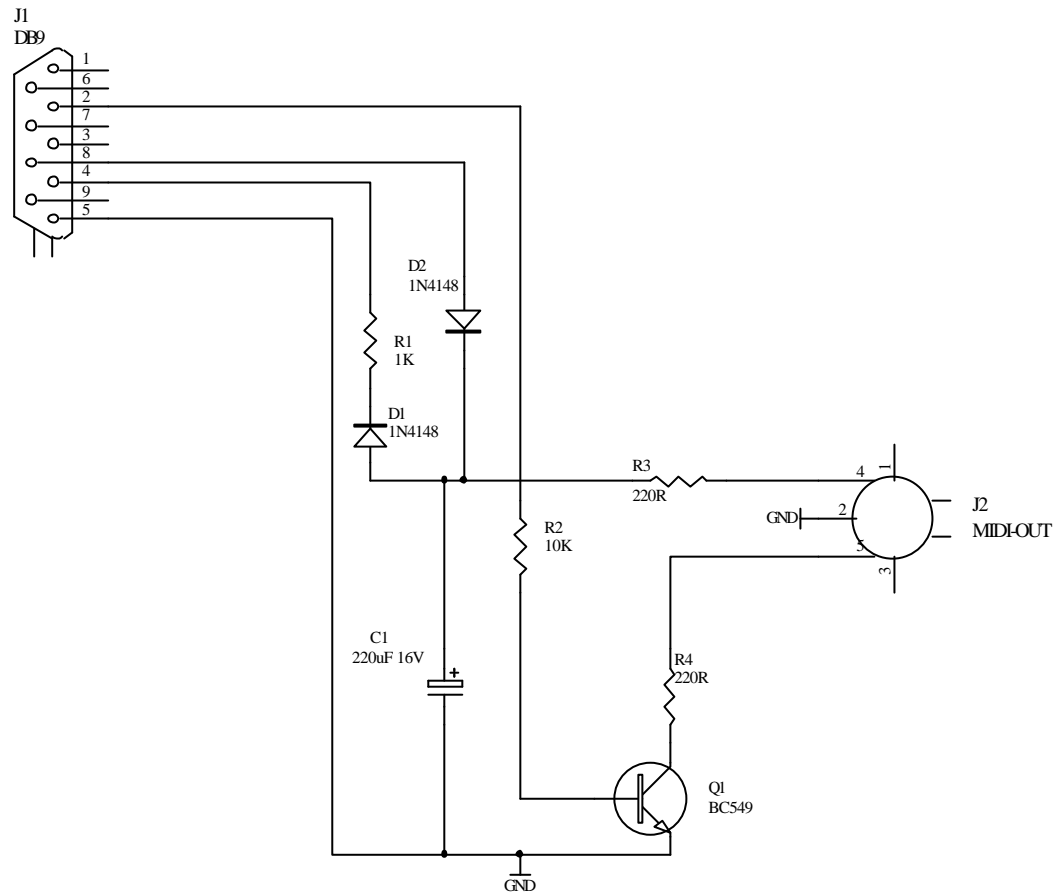 J1
DB9
1
6
2
7
3
8
4
9
5
D2
1N4148
R1
1K
D1
1N4148
R3
220R
4
1
GND
2
J2
MIDI-OUT
5
3
R2
10K
C1
220uF 16V
+
R4
220R
Q1
BC549
GND